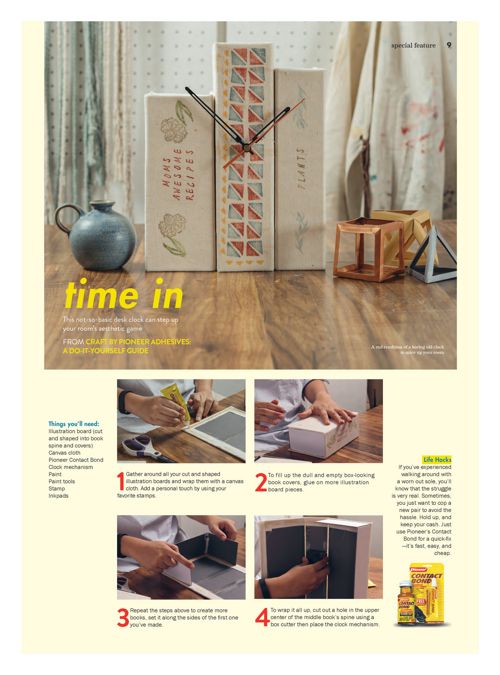 special feature 9
MOMS
AWESOME
RECIPES
PLANTS
time in
This not-so-basic desk clock can step up
your room's aesthetic game
FROM CRAFT BY PIONEER ADHESIVES:
A DO-IT-YOURSELF GUIDE
A rad rendition of a boring old clock
to spice up your room
Things you'll need:
Illustration board (cut
and shaped into book
spine and covers)
Canvas cloth
Pioneer Contact Bond
Clock mechanism
Paint
Paint tools
Stamp
Inkpads
1 Gather around all your cut and shaped
illustration boards and wrap them with a canvas
cloth. Add a personal touch by using your
favorite stamps.
2 To fill up the dull and empty box-looking
book covers, glue on more illustration
board pieces.
3 Repeat the steps above to create more
books, set it along the sides of the first one
you've made.
4 To wrap it all up, cut out a hole in the upper
center of the middle book's spine using a
box cutter then place the clock mechanism.
Life Hacks
If you've experienced
walking around with
a worn out sole, you'll
know that the struggle
is very real. Sometimes,
you just want to cop a
new pair to avoid the
hassle. Hold up, and
keep your cash. Just
use Pioneer's Contact
Bond for a quick-fix
—it's fast, easy, and
cheap.
Pioneer
CONTACT
BOND